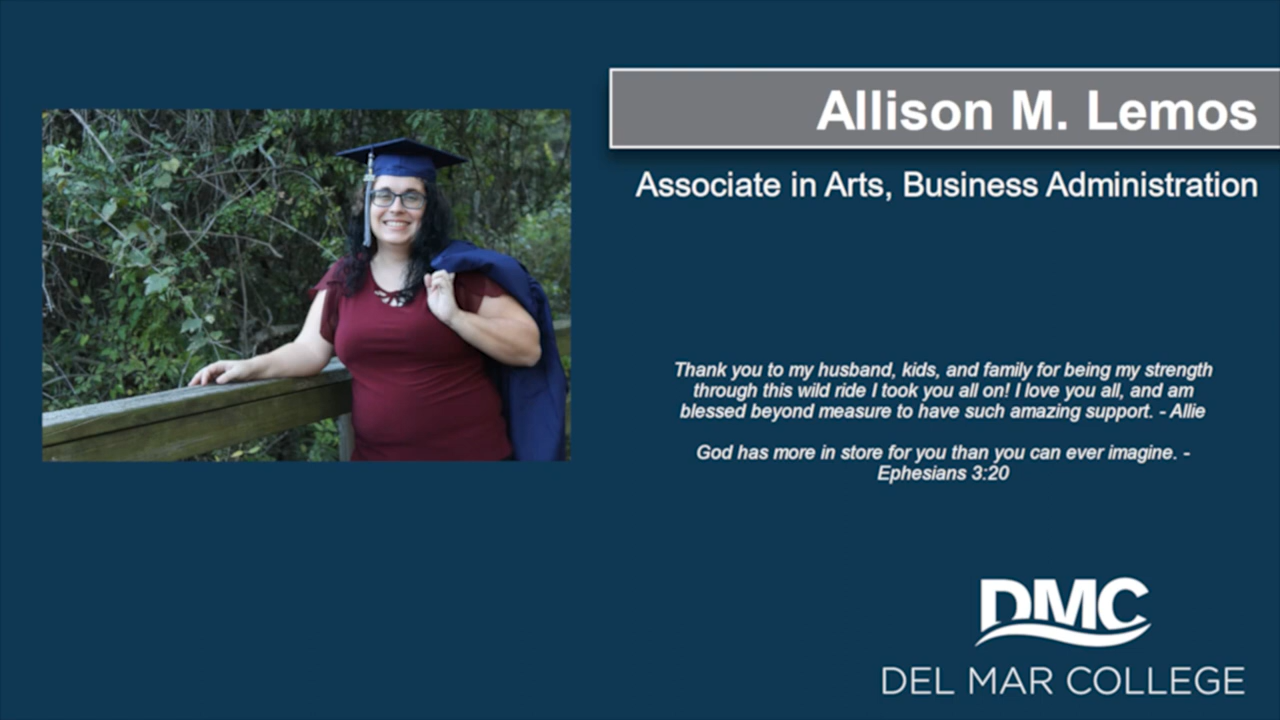 Allison M. Lemos
Associate in Arts, Business Administration
Thank you to my husband, kids, and family for being my strength
through this wild ride I took you all on! I love you all, and am
blessed beyond measure to have such amazing support. - Allie
God has more in store for you than you can ever imagine. -
Ephesians 3:20
DMC
DEL MAR COLLEGE